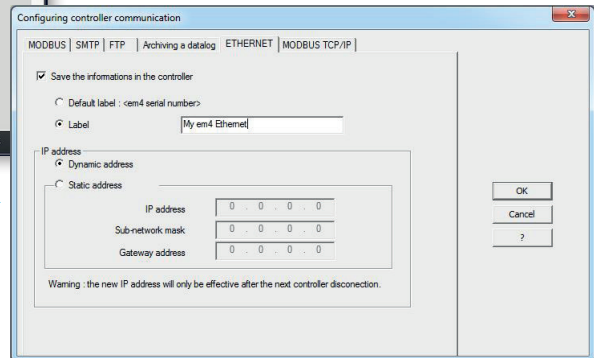 Configuring controller communication
MODBUS SMTP FTP Archiving a datalog ETHERNET MODBUS TCP/IP
Save the informations in the controller
Default label : <em4 serial number>
Label My em4 Ethernet
IP address
Dynamic address
Static address
IP address 0 . 0 . 0 . 0
Sub-network mask 0 . 0 . 0 . 0
Gateway address 0 . 0 . 0 . 0
Warning : the new IP address will only be effective after the next controller disconection.
OK
Cancel
?